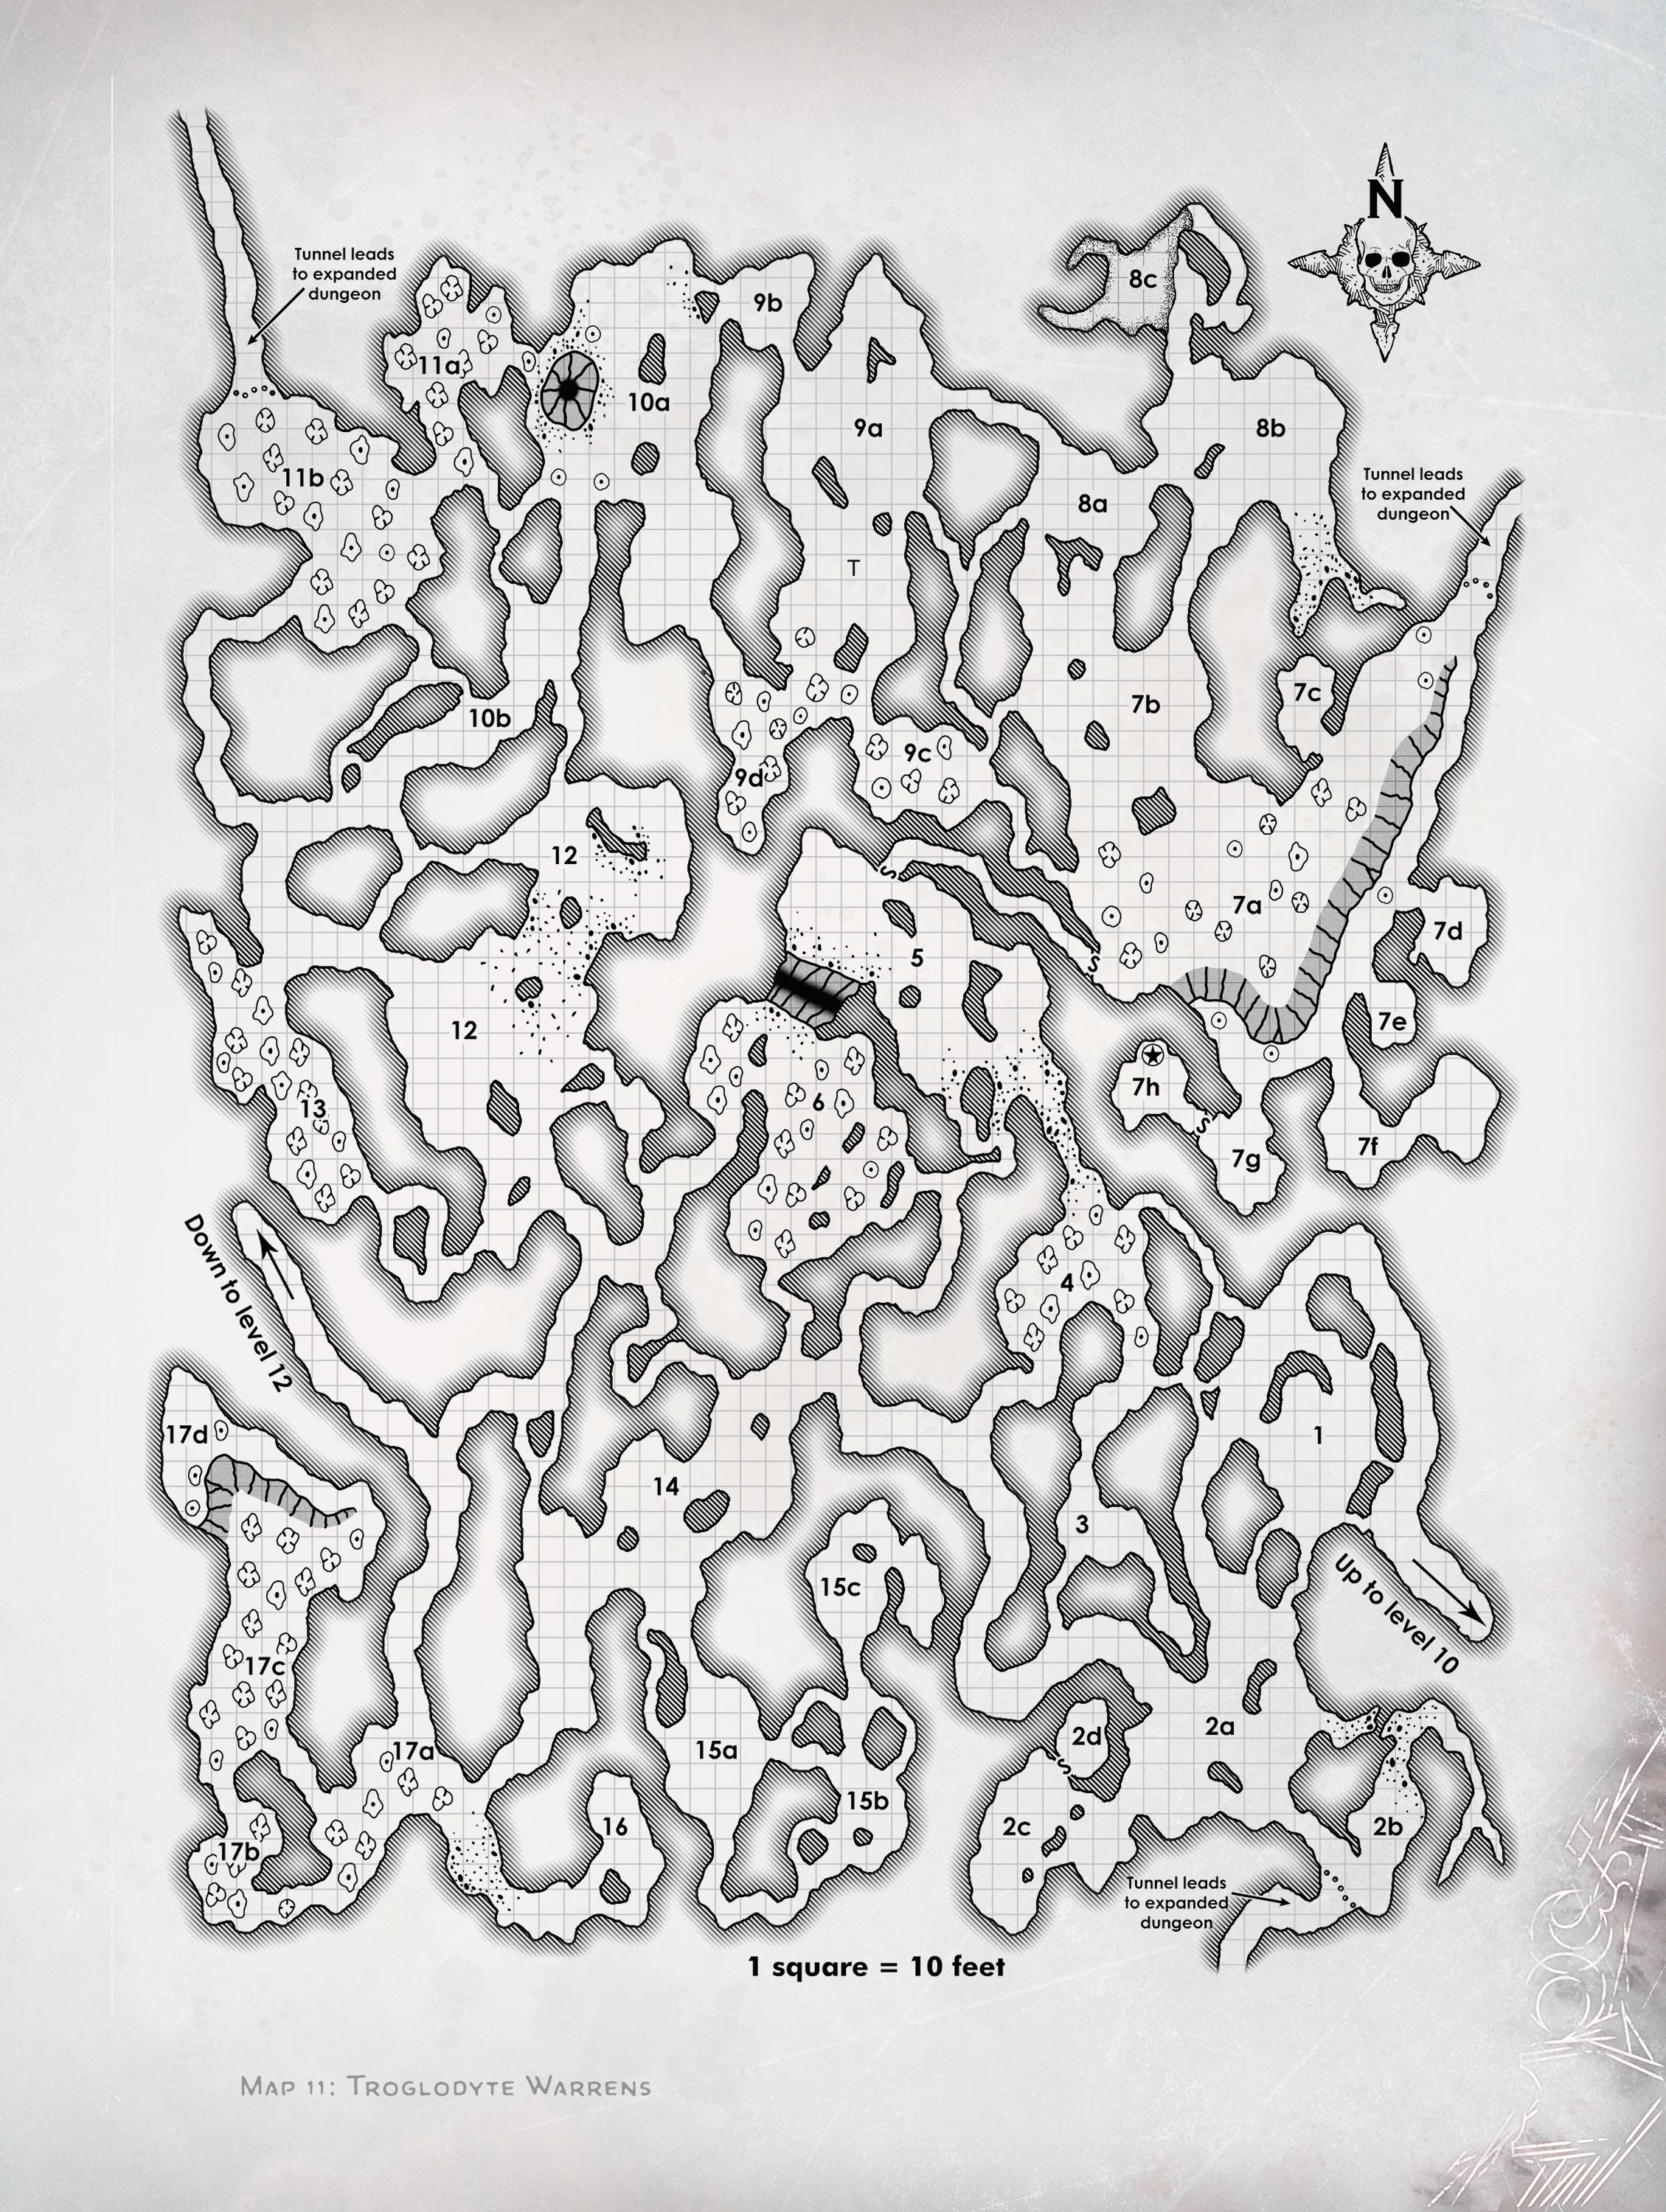 N
Tunnel leads
to expanded
dungeon
8c
9b
11a
10a
9a
8b
11b
Tunnel leads
to expanded
dungeon
8a
T
7c
7b
10b
9c
9d
12
S
7a
7d
5
S
7e
12
7h
6
13
S
7f
7g
Down to level 12
4
17d
1
14
3
15c
Up to level 10
17c
2a
2d
17a
15a
S
15b
16
2c
2b
17b
Tunnel leads
to expanded
dungeon
1 square = 10 feet
Map 11: Troglodyte Warrens